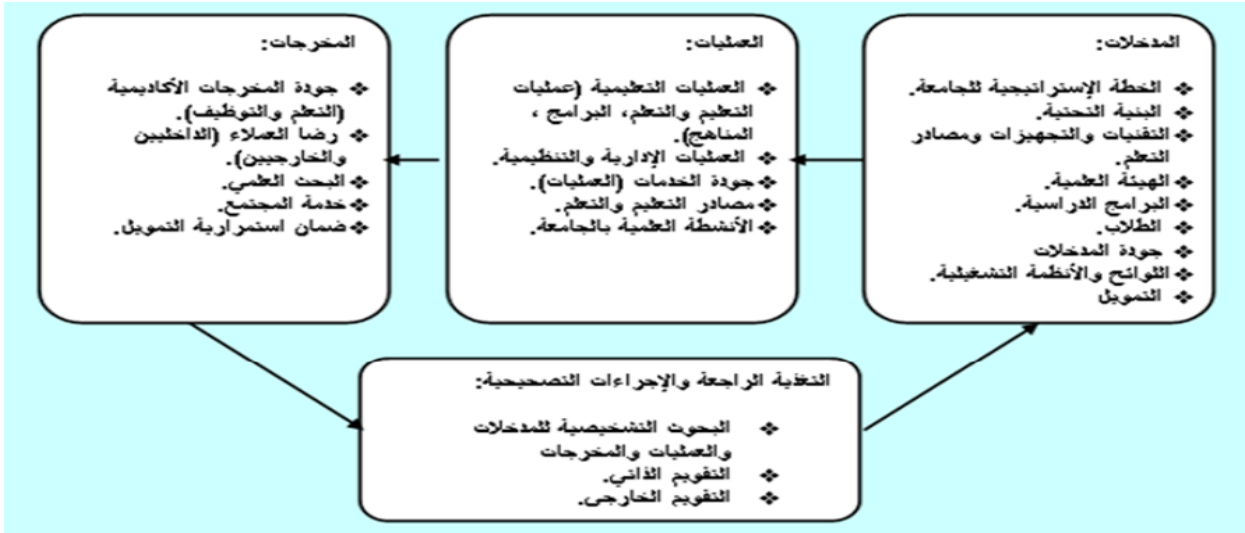 المدخلات:
❖ الخطة الإستراتيجية للجامعة.
❖ البنية التحتية.
❖ التقنيات والتجهيزات ومصادر
التعلم.
❖ الهيئة العلمية.
❖ البرامج الدراسية.
❖ الطلاب.
❖ جودة المدخلات
❖ اللوائح والأنظمة التشغيلية.
❖ التمويل
العمليات:
❖ العمليات التعليمية (عمليات
التعليم والتعلم، البرامج ،
المناهج).
❖ العمليات الإدارية والتنظيمية.
❖ جودة الخدمات (العمليات).
❖ مصادر التعليم والتعلم.
❖ الأنشطة العلمية بالجامعة.
المخرجات:
❖ جودة المخرجات الأكاديمية
(التعلم والتوظيف).
❖ رضا العملاء (الداخليين
والخارجيين).
❖ البحث العلمي.
❖ خدمة المجتمع.
❖ ضمان استمرارية التمويل.
التغذية الراجعة والإجراءات التصحيحية:
❖ البحوث التشخيصية للمدخلات
والعمليات والمخرجات
❖ التقويم الذاتي.
❖ التقويم الخارجي.